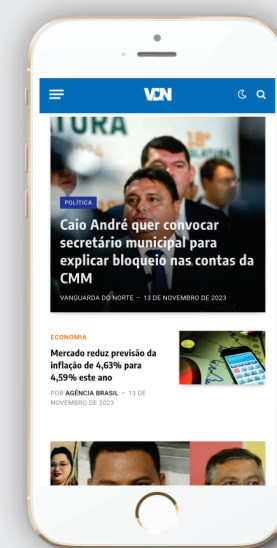 VDN
TURA
18ª
2024
POLÍTICA
Caio André quer convocar
secretário municipal para
explicar bloqueio nas contas da
CMM
VANGUARDA DO NORTE — 13 DE NOVEMBRO DE 2023
ECONOMIA
Mercado reduz previsão da
inflação de 4,63% para
4,59% este ano
POR AGÊNCIA BRASIL — 13 DE
NOVEMBRO DE 2023